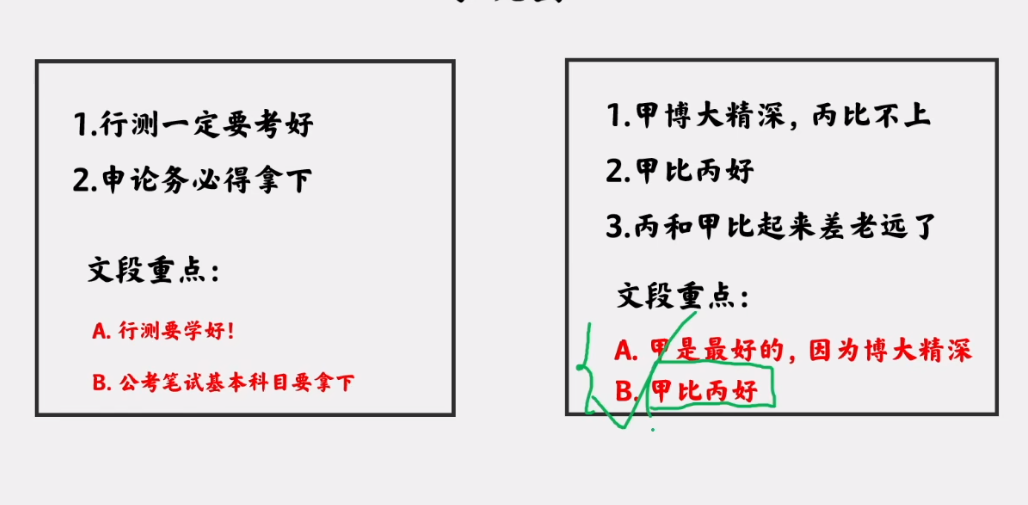 1.行测一定要考好
2.申论务必得拿下
文段重点：
A. 行测要学好！
B. 公考笔试基本科目要拿下
1.甲博大精深，丙比不上
2.甲比丙好
3.丙和甲比起来差老远了
文段重点：
A. 甲是最好的，因为博大精深
B. 甲比丙好